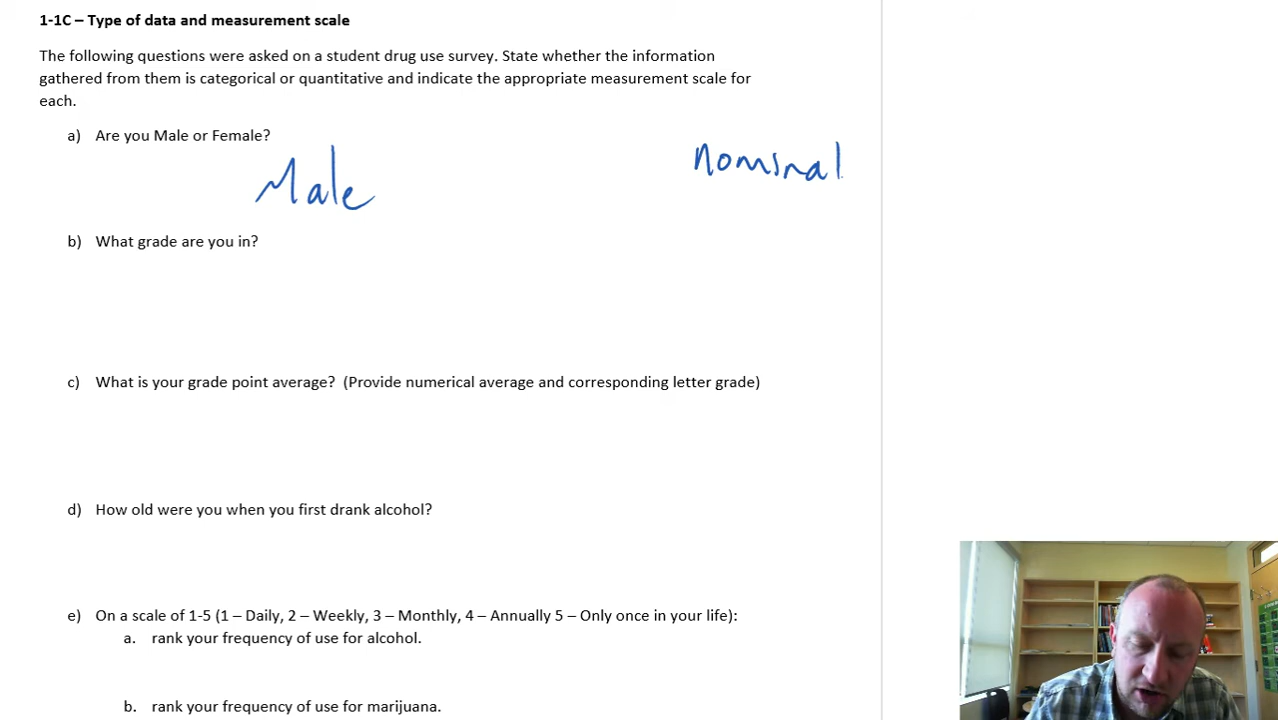 1-1C – Type of data and measurement scale
The following questions were asked on a student drug use survey. State whether the information
gathered from them is categorical or quantitative and indicate the appropriate measurement scale for
each.
a) Are you Male or Female?
Male
nominal
b) What grade are you in?
c) What is your grade point average? (Provide numerical average and corresponding letter grade)
d) How old were you when you first drank alcohol?
e) On a scale of 1-5 (1 – Daily, 2 – Weekly, 3 – Monthly, 4 – Annually 5 – Only once in your life):
a. rank your frequency of use for alcohol.
b. rank your frequency of use for marijuana.